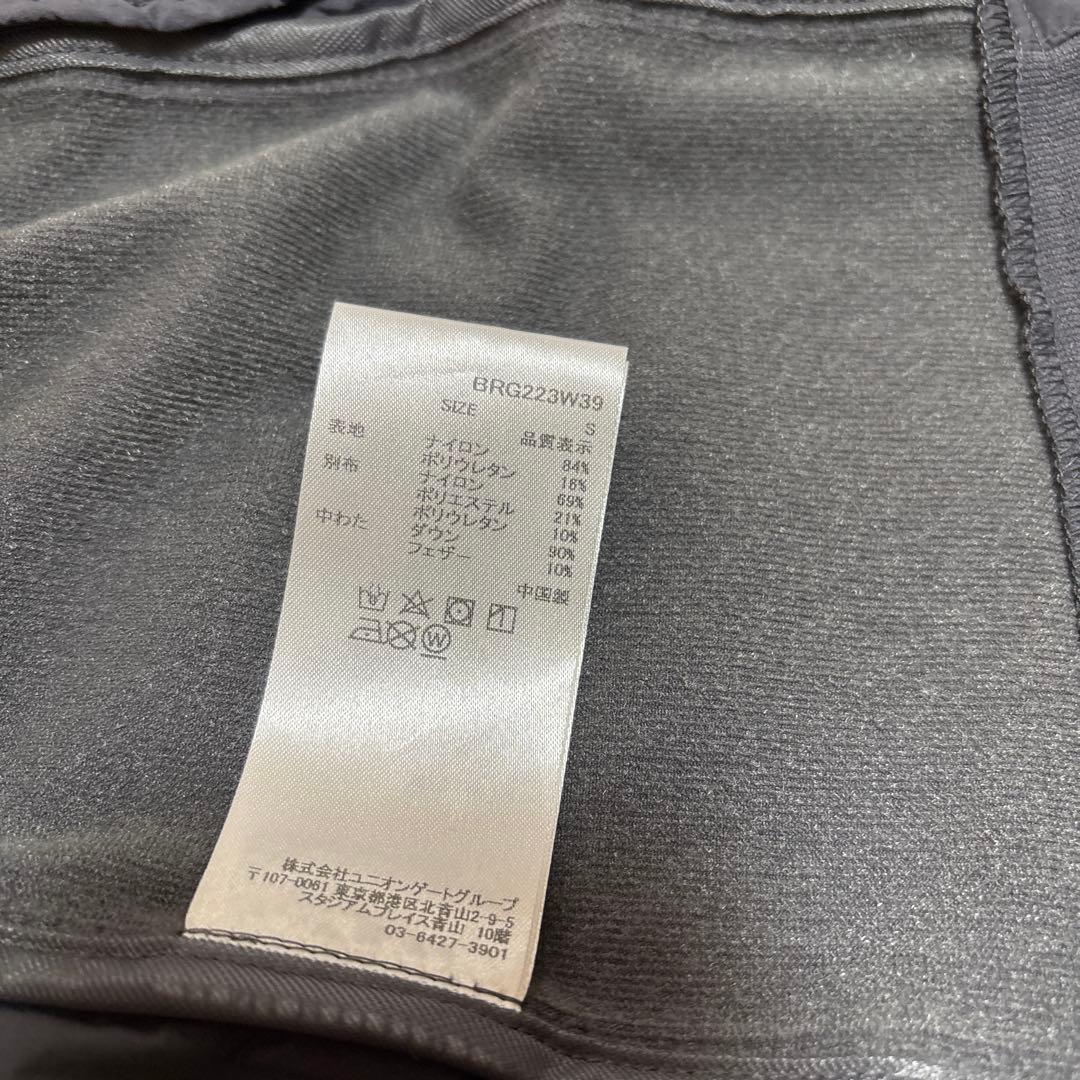 BRG223W39
SIZE S
品質表示
表地 ナイロン 84%
ポリウレタン 16%
別布 ナイロン 69%
ポリエステル 21%
ポリウレタン 10%
中わた ダウン 90%
フェザー 10%
中国製
W
株式会社ユニオンゲートグループ
〒107-0061 東京都港区北青山2-9-5
スタジアムプレイス青山 10階
03-6427-3901